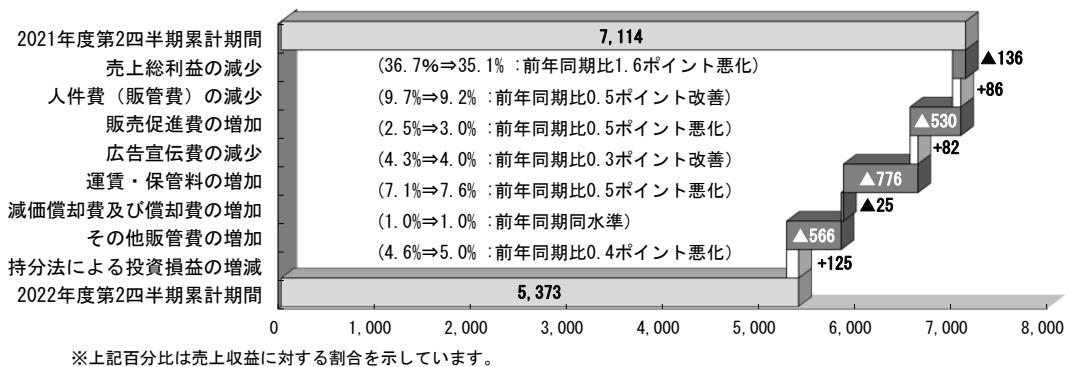 2021年度第2四半期累計期間 7,114
売上総利益の減少 (36.7%⇒35.1% :前年同期比1.6ポイント悪化) ▲136
人件費(販管費)の減少 (9.7%⇒9.2% :前年同期比0.5ポイント改善) +86
販売促進費の増加 (2.5%⇒3.0% :前年同期比0.5ポイント悪化) ▲530
広告宣伝費の減少 (4.3%⇒4.0% :前年同期比0.3ポイント改善) +82
運賃・保管料の増加 (7.1%⇒7.6% :前年同期比0.5ポイント悪化) ▲776
減価償却費及び償却費の増加 (1.0%⇒1.0% :前年同期同水準) ▲25
その他販管費の増加 (4.6%⇒5.0% :前年同期比0.4ポイント悪化) ▲566
持分法による投資損益の増減 +125
2022年度第2四半期累計期間 5,373
0 1,000 2,000 3,000 4,000 5,000 6,000 7,000 8,000
※上記百分比は売上収益に対する割合を示しています。